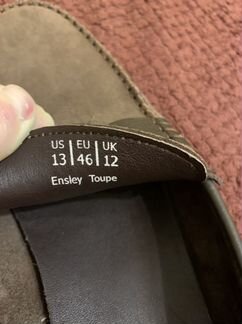 US | EU | UK
13 | 46 | 12
Ensley Toupe